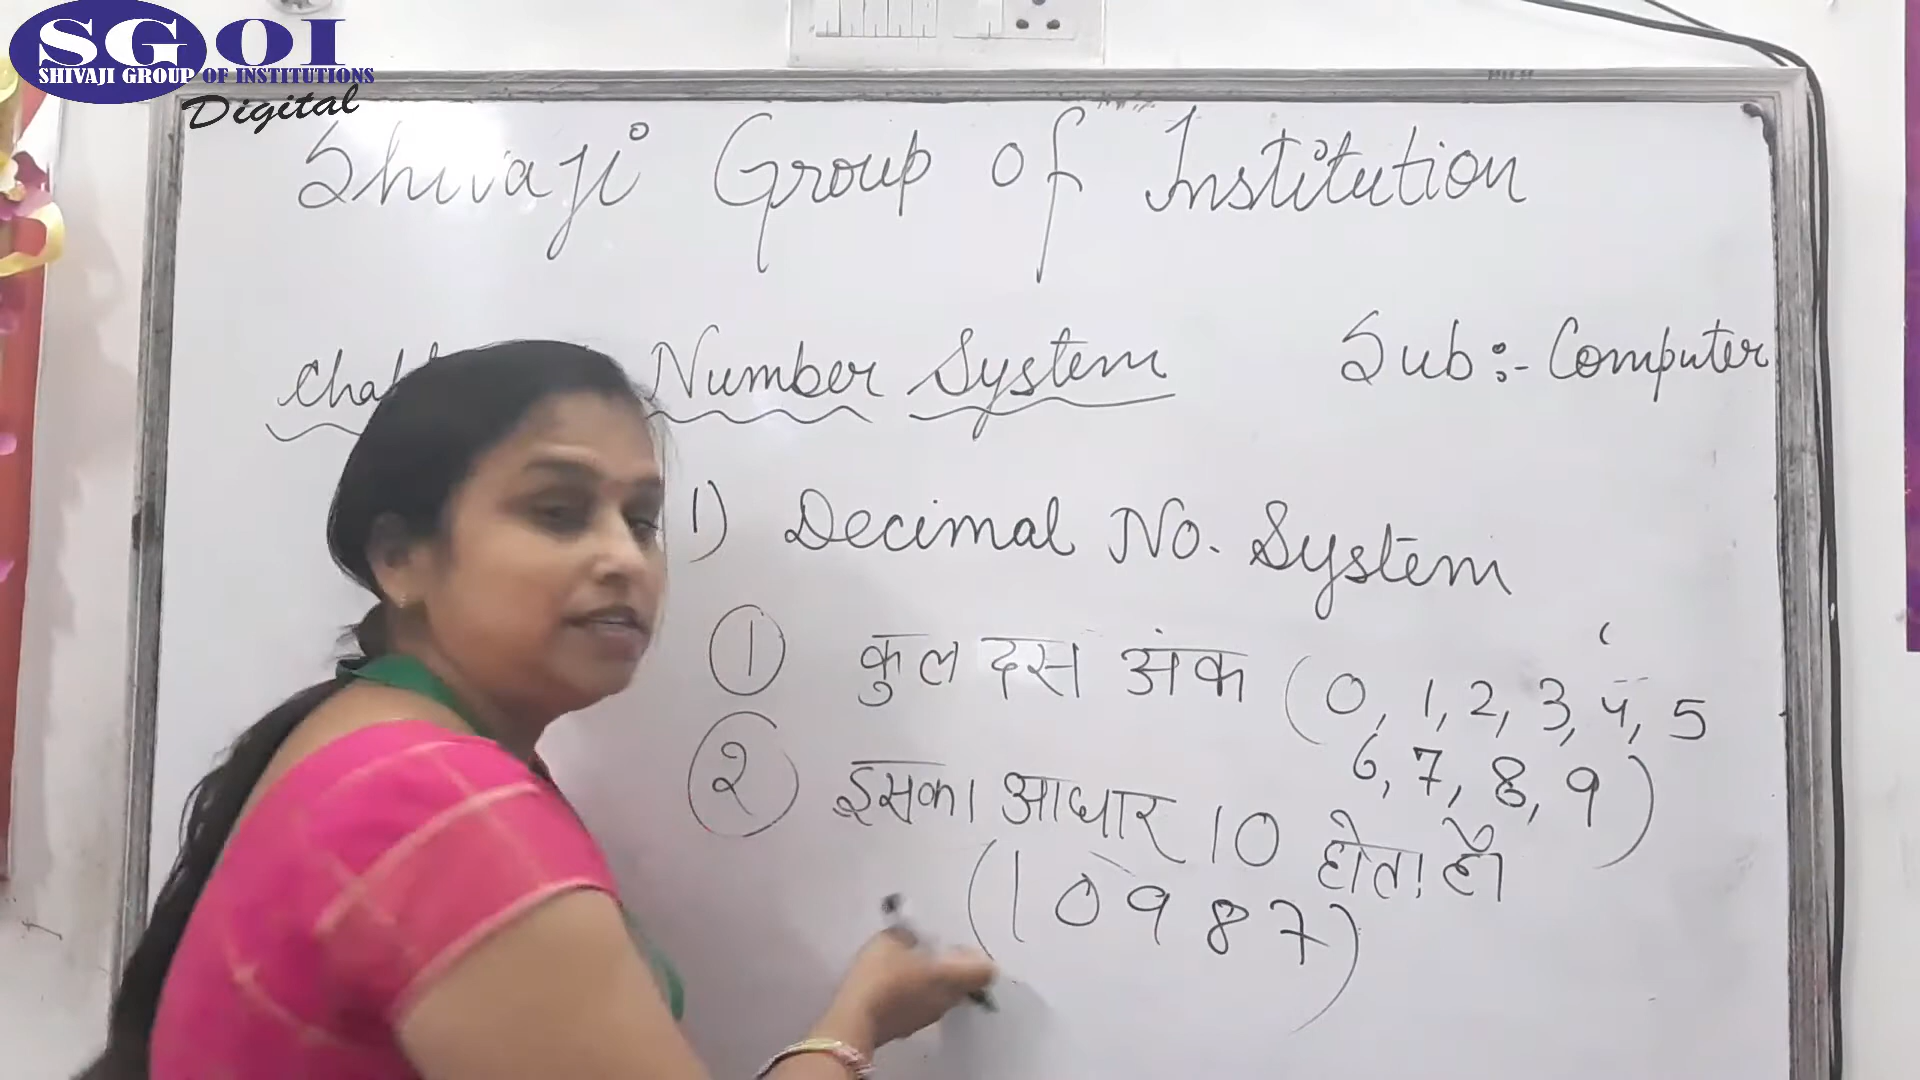 SGOI
SHIVAJI GROUP OF INSTITUTIONS
Digital
Shivaji Group of Institution
Number System
Sub:- Computer
1) Decimal No. System
① कुल दस अंक (0, 1, 2, 3, 4, 5
6, 7, 8, 9)
② इसका आधार 10 होता है
(10987)